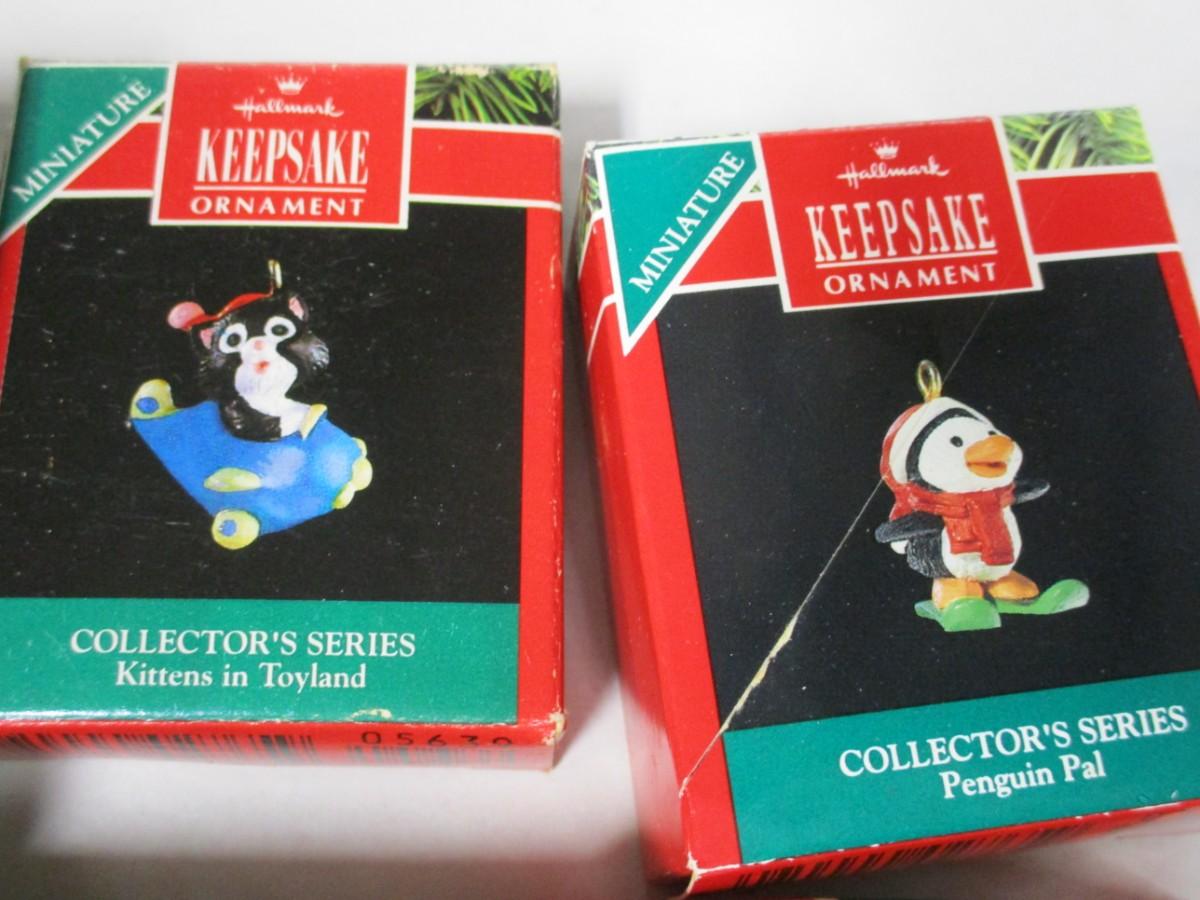 MINIATURE
Hallmark
KEEPSAKE
ORNAMENT
COLLECTOR'S SERIES
Kittens in Toyland
MINIATURE
Hallmark
KEEPSAKE
ORNAMENT
COLLECTOR'S SERIES
Penguin Pal